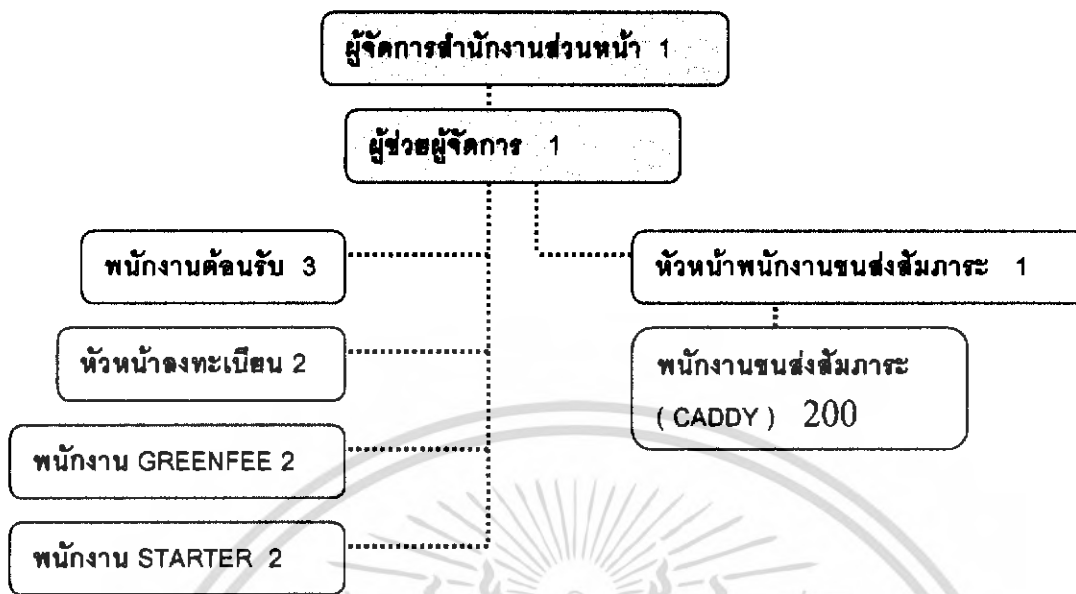 ผู้จัดการสำนักงานส่วนหน้า 1
ผู้ช่วยผู้จัดการ 1
พนักงานต้อนรับ 3
หัวหน้าพนักงานขนส่งสัมภาระ 1
หัวหน้าลงทะเบียน 2
พนักงานขนส่งสัมภาระ
( CADDY ) 200
พนักงาน GREENFEE 2
พนักงาน STARTER 2